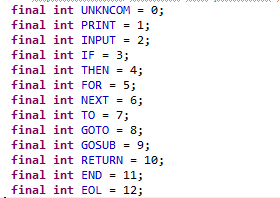 final int UNKNCOM = 0;
final int PRINT = 1;
final int INPUT = 2;
final int IF = 3;
final int THEN = 4;
final int FOR = 5;
final int NEXT = 6;
final int TO = 7;
final int GOTO = 8;
final int GOSUB = 9;
final int RETURN = 10;
final int END = 11;
final int EOL = 12;